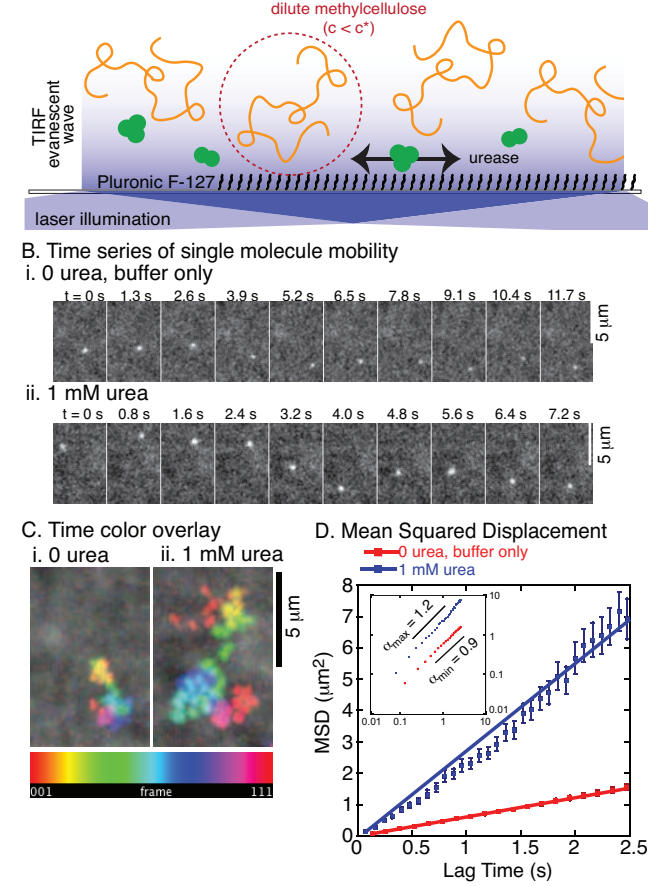 dilute methylcellulose
(c < c*)
TIRF
evanescent
wave
urease
Pluronic F-127
laser illumination
B. Time series of single molecule mobility
i. 0 urea, buffer only
t = 0 s 1.3 s 2.6 s 3.9 s 5.2 s 6.5 s 7.8 s 9.1 s 10.4 s 11.7 s
5 μm
ii. 1 mM urea
t = 0 s 0.8 s 1.6 s 2.4 s 3.2 s 4.0 s 4.8 s 5.6 s 6.4 s 7.2 s
5 μm
C. Time color overlay
i. 0 urea ii. 1 mM urea
5 μm
001 frame 111
D. Mean Squared Displacement
0 urea, buffer only
1 mM urea
MSD (μm2)
8
7
6
5
4
3
2
1
0
αmax = 1.2
αmin = 0.9
10
1
0.1
0.01
0.01 0.1 1 10
0 0.5 1 1.5 2 2.5
Lag Time (s)